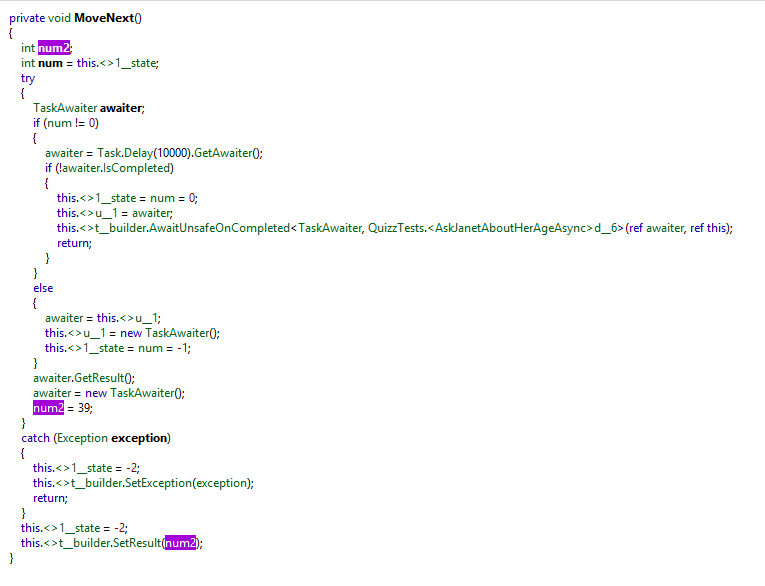 private void MoveNext()
{
int num2;
int num = this.<>1__state;
try
{
TaskAwaiter awaiter;
if (num != 0)
{
awaiter = Task.Delay(10000).GetAwaiter();
if (!awaiter.IsCompleted)
{
this.<>1__state = num = 0;
this.<>u__1 = awaiter;
this.<>t__builder.AwaitUnsafeOnCompleted<TaskAwaiter, QuizzTests.<AskJanetAboutHerAgeAsync>d__6>(ref awaiter, ref this);
return;
}
}
else
{
awaiter = this.<>u__1;
this.<>u__1 = new TaskAwaiter();
this.<>1__state = num = -1;
}
awaiter.GetResult();
awaiter = new TaskAwaiter();
num2 = 39;
}
catch (Exception exception)
{
this.<>1__state = -2;
this.<>t__builder.SetException(exception);
return;
}
this.<>1__state = -2;
this.<>t__builder.SetResult(num2);
}